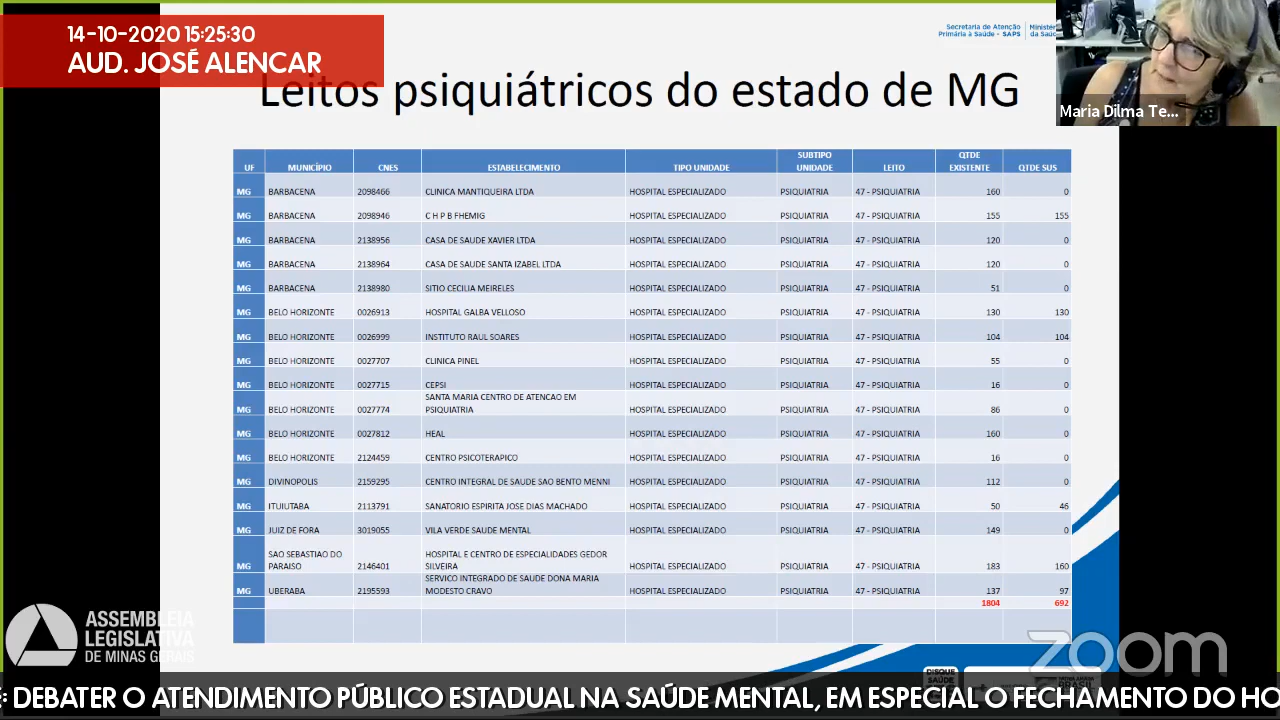 14-10-2020 15:25:30
AUD. JOSÉ ALENCAR
Secretaria de Atenção
Primária à Saúde - SAPS
Ministér
da Saú
Maria Dilma Te...
Leitos psiquiátricos do estado de MG
UF MUNICÍPIO CNES ESTABELECIMENTO TIPO UNIDADE SUBTIPO UNIDADE LEITO QTDE EXISTENTE QTDE SUS
MG BARBACENA 2098466 CLINICA MANTIQUEIRA LTDA HOSPITAL ESPECIALIZADO PSIQUIATRIA 47 - PSIQUIATRIA 160 0
MG BARBACENA 2098946 C H P B FHEMIG HOSPITAL ESPECIALIZADO PSIQUIATRIA 47 - PSIQUIATRIA 155 155
MG BARBACENA 2138956 CASA DE SAUDE XAVIER LTDA HOSPITAL ESPECIALIZADO PSIQUIATRIA 47 - PSIQUIATRIA 120 0
MG BARBACENA 2138964 CASA DE SAUDE SANTA IZABEL LTDA HOSPITAL ESPECIALIZADO PSIQUIATRIA 47 - PSIQUIATRIA 120 0
MG BARBACENA 2138980 SITIO CECILIA MEIRELES HOSPITAL ESPECIALIZADO PSIQUIATRIA 47 - PSIQUIATRIA 51 0
MG BELO HORIZONTE 0026913 HOSPITAL GALBA VELLOSO HOSPITAL ESPECIALIZADO PSIQUIATRIA 47 - PSIQUIATRIA 130 130
MG BELO HORIZONTE 0026999 INSTITUTO RAUL SOARES HOSPITAL ESPECIALIZADO PSIQUIATRIA 47 - PSIQUIATRIA 104 104
MG BELO HORIZONTE 0027707 CLINICA PINEL HOSPITAL ESPECIALIZADO PSIQUIATRIA 47 - PSIQUIATRIA 55 0
MG BELO HORIZONTE 0027715 CEPSI HOSPITAL ESPECIALIZADO PSIQUIATRIA 47 - PSIQUIATRIA 16 0
MG BELO HORIZONTE 0027774 SANTA MARIA CENTRO DE ATENCAO EM PSIQUIATRIA HOSPITAL ESPECIALIZADO PSIQUIATRIA 47 - PSIQUIATRIA 86 0
MG BELO HORIZONTE 0027812 HEAL HOSPITAL ESPECIALIZADO PSIQUIATRIA 47 - PSIQUIATRIA 160 0
MG BELO HORIZONTE 2124459 CENTRO PSICOTERAPICO HOSPITAL ESPECIALIZADO PSIQUIATRIA 47 - PSIQUIATRIA 16 0
MG DIVINOPOLIS 2159295 CENTRO INTEGRAL DE SAUDE SAO BENTO MENNI HOSPITAL ESPECIALIZADO PSIQUIATRIA 47 - PSIQUIATRIA 112 0
MG ITUIUTABA 2113791 SANATORIO ESPIRITA JOSE DIAS MACHADO HOSPITAL ESPECIALIZADO PSIQUIATRIA 47 - PSIQUIATRIA 50 46
MG JUIZ DE FORA 3019055 VILA VERDE SAUDE MENTAL HOSPITAL ESPECIALIZADO PSIQUIATRIA 47 - PSIQUIATRIA 149 0
MG SAO SEBASTIAO DO PARAISO 2146401 HOSPITAL E CENTRO DE ESPECIALIDADES GEDOR SILVEIRA HOSPITAL ESPECIALIZADO PSIQUIATRIA 47 - PSIQUIATRIA 183 160
MG UBERABA 2195593 SERVICO INTEGRADO DE SAUDE DONA MARIA MODESTO CRAVO HOSPITAL ESPECIALIZADO PSIQUIATRIA 47 - PSIQUIATRIA 137 97
1804 692
ASSEMBLEIA
LEGISLATIVA
DE MINAS GERAIS
zoom
DISQUE
SAÚDE
BRASIL
: DEBATER O ATENDIMENTO PÚBLICO ESTADUAL NA SAÚDE MENTAL, EM ESPECIAL O FECHAMENTO DO HO